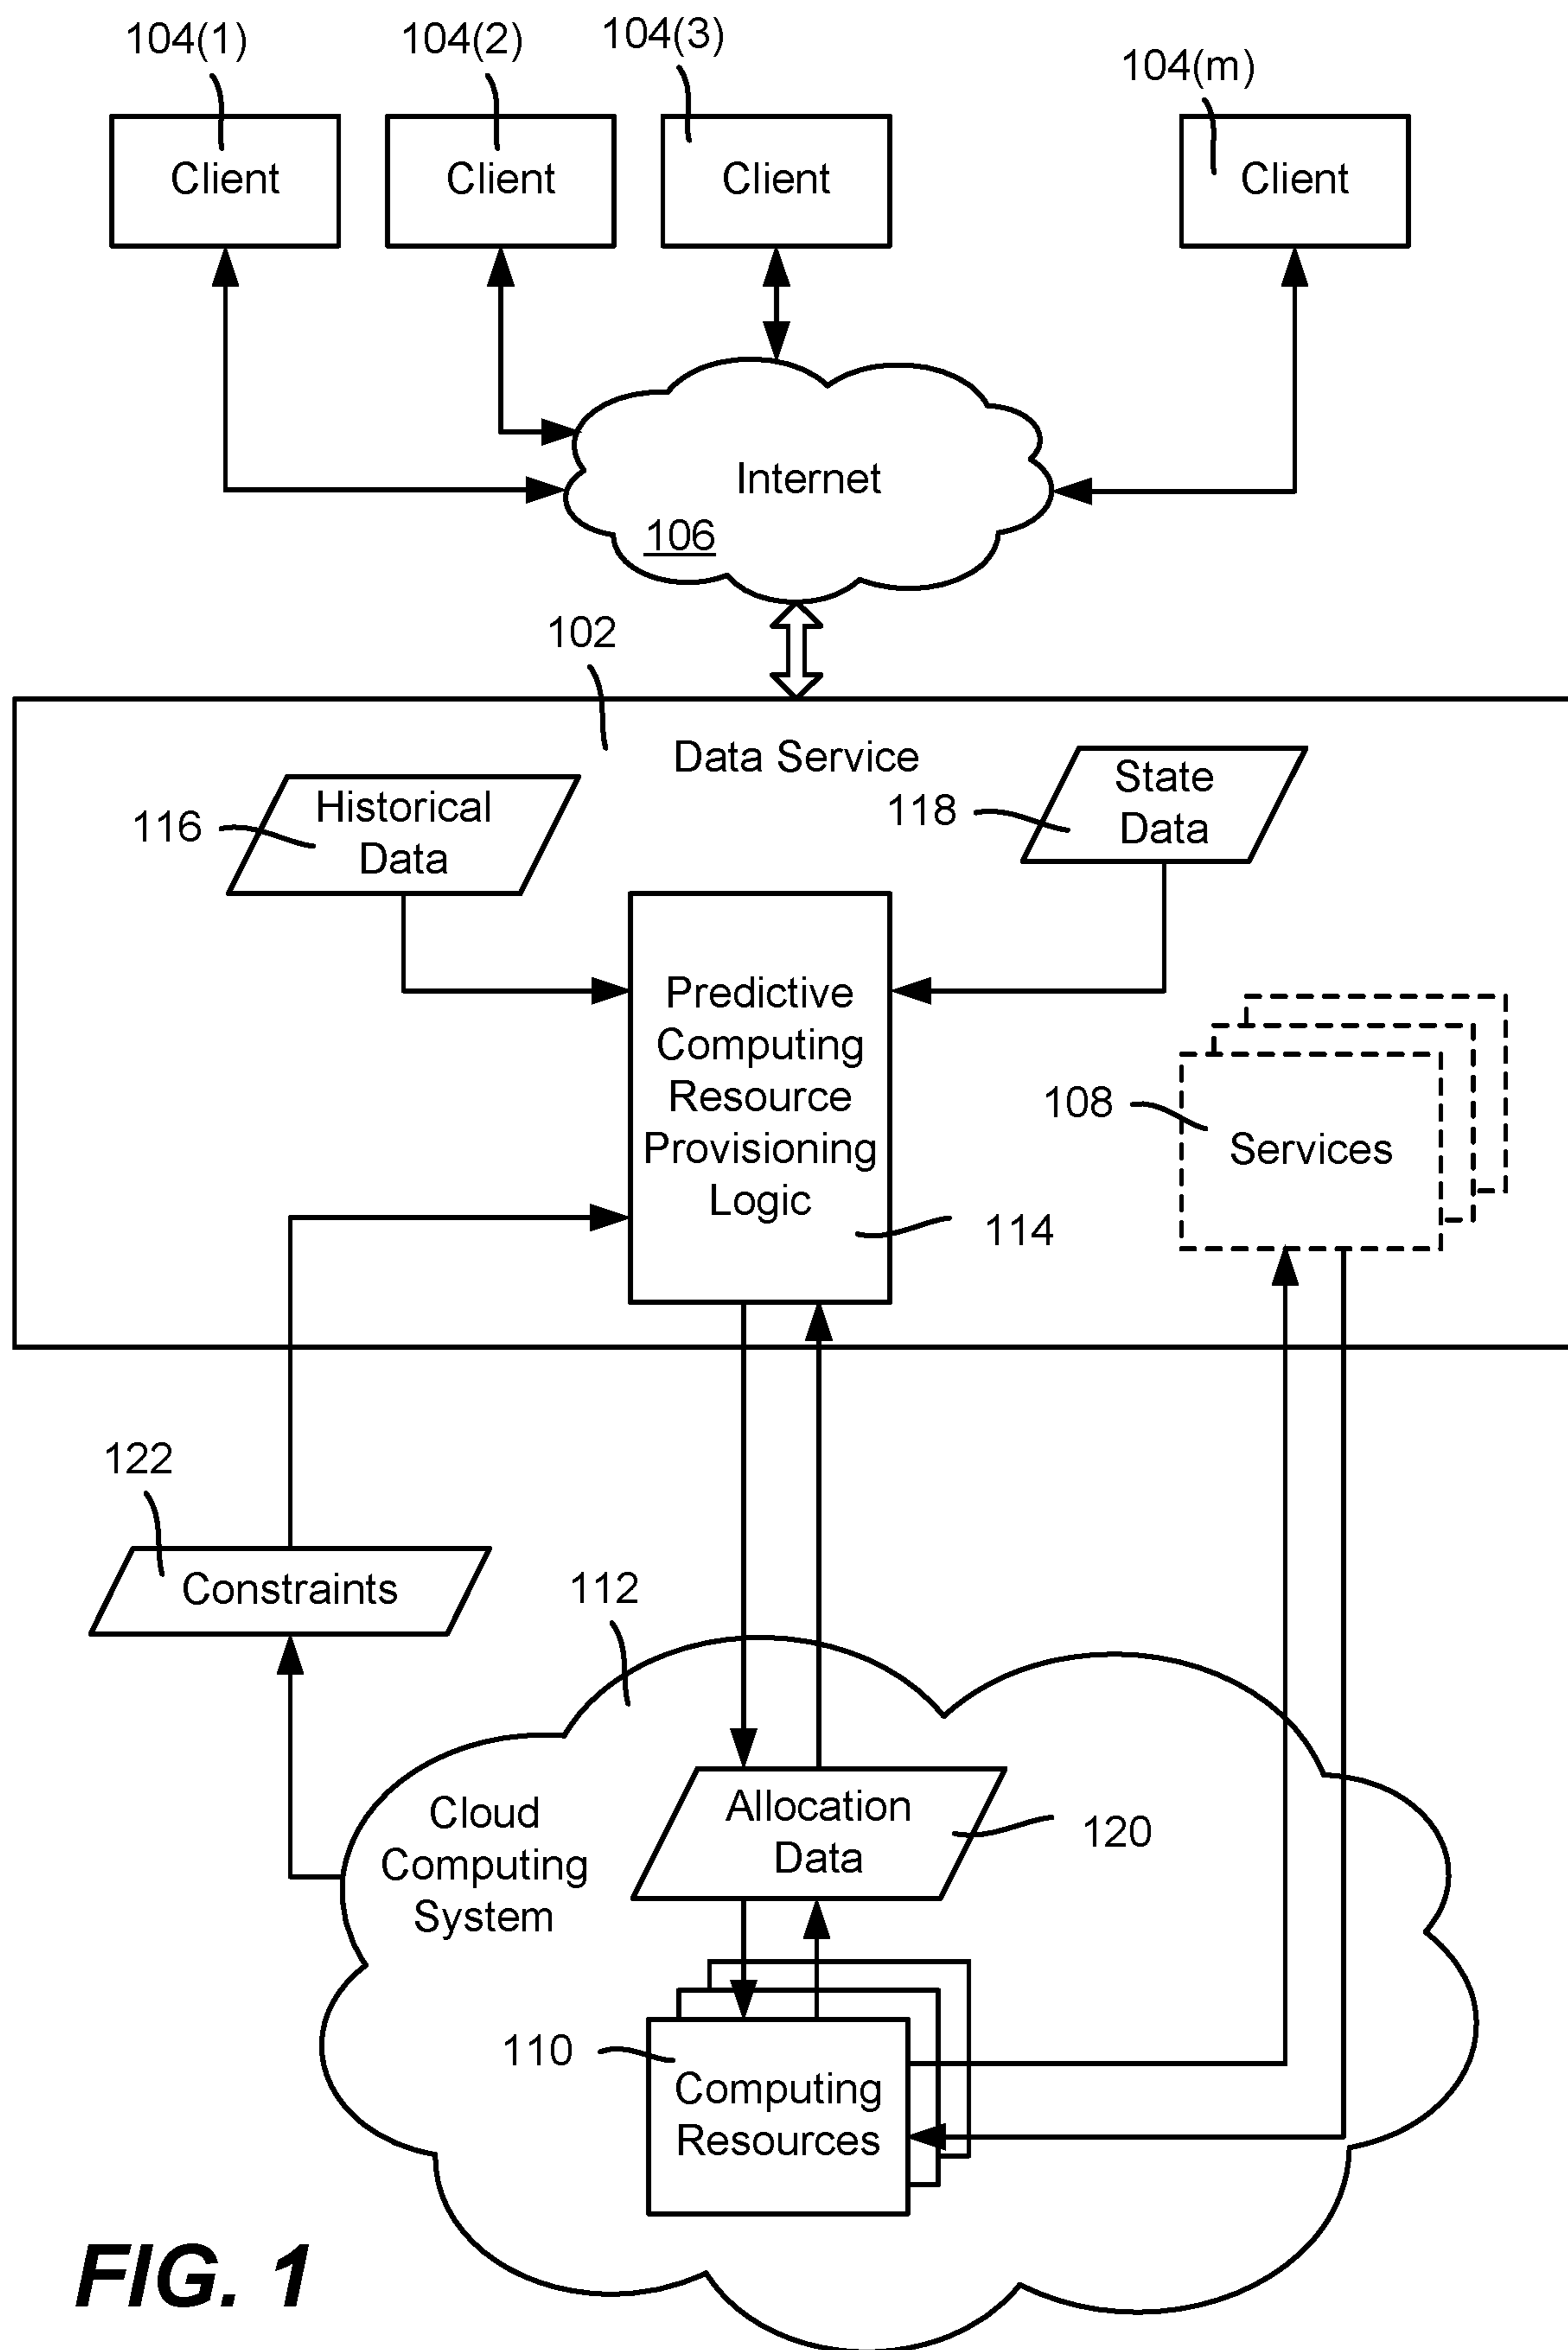 104(1)
104(2)
104(3)
104(m)
Client
Client
Client
Client
Internet
106
102
Data Service
Historical
Data
116
State
Data
118
Predictive
Computing
Resource
Provisioning
Logic
114
108
Services
122
Constraints
112
Cloud
Computing
System
Allocation
Data
120
110
Computing
Resources
FIG. 1